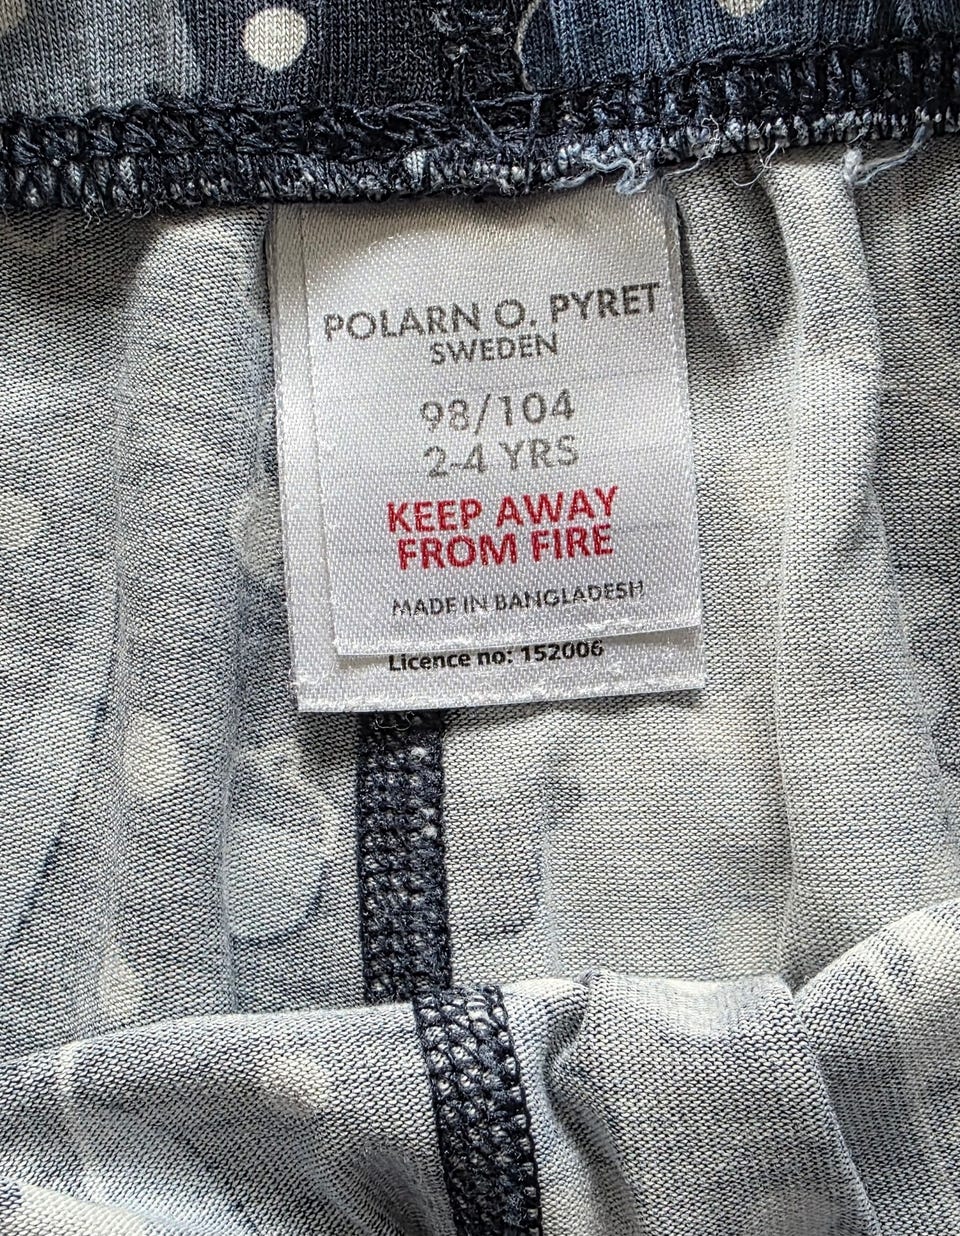 POLARN O. PYRET
SWEDEN
98/104
2-4 YRS
KEEP AWAY
FROM FIRE
MADE IN BANGLADESH
Licence no: 152006